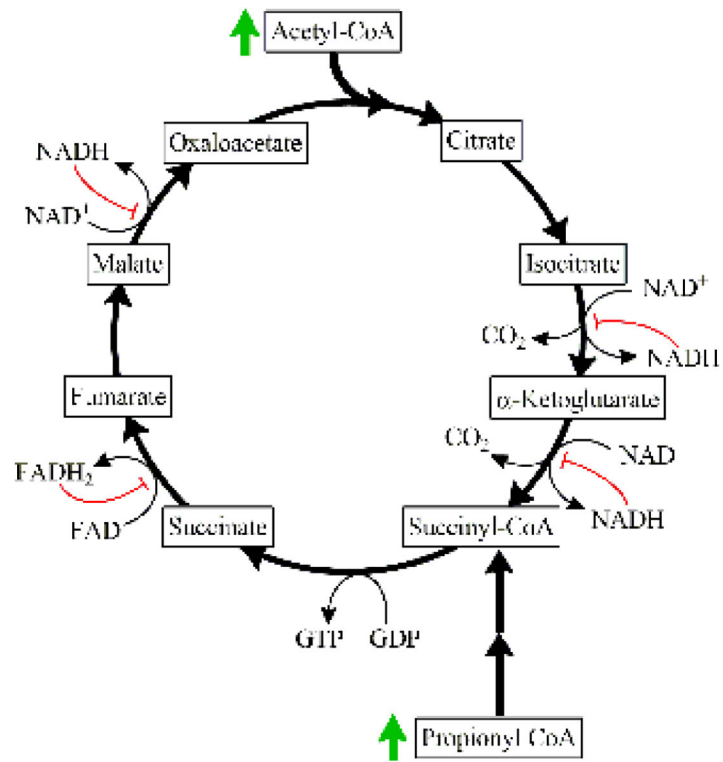 Acetyl-CoA
Oxaloacetate
Citrate
NADH
NAD⁺
Malate
Isocitrate
NAD⁺
CO₂
NADH
Fumarate
α-Ketoglutarate
CO₂
NAD
FADH₂
NADH
FAD
Succinate
Succinyl-CoA
GTP
GDP
Propionyl CoA